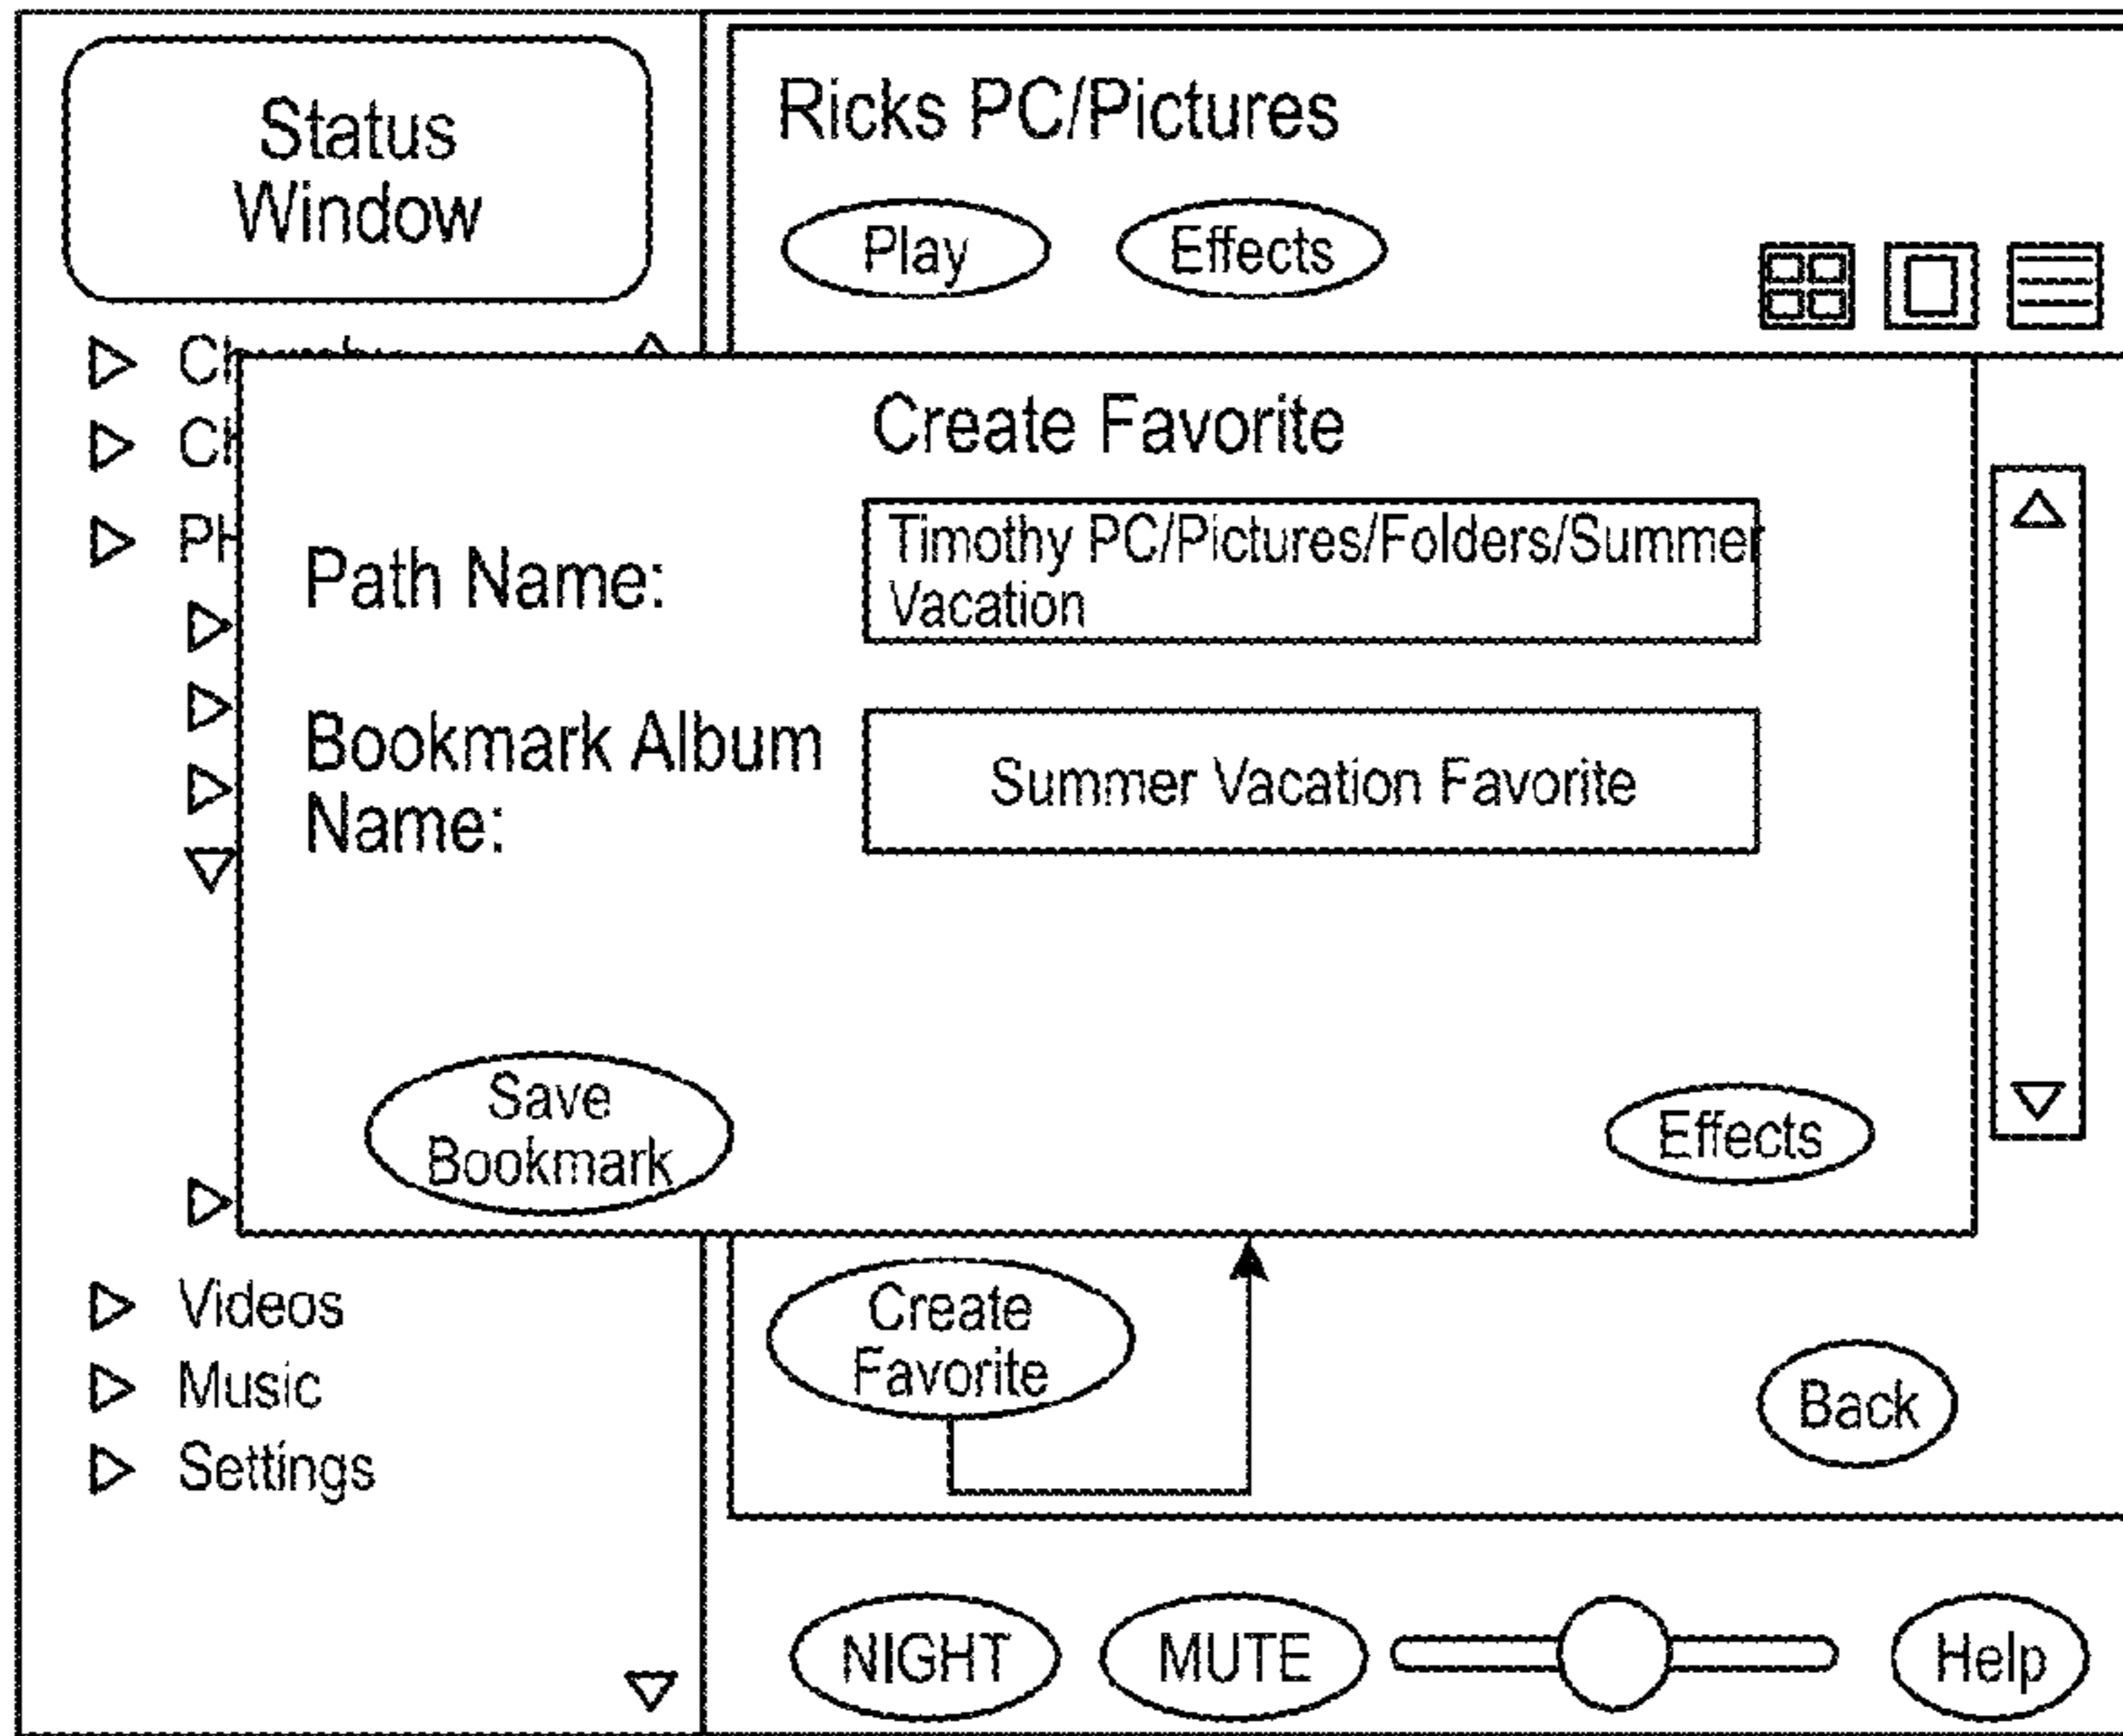 Status
Window
Ricks PC/Pictures
Play
Effects
Create Favorite
Path Name:
Timothy PC/Pictures/Folders/Summer
Vacation
Bookmark Album
Name:
Summer Vacation Favorite
Save
Bookmark
Effects
Videos
Music
Settings
Create
Favorite
Back
NIGHT
MUTE
Help